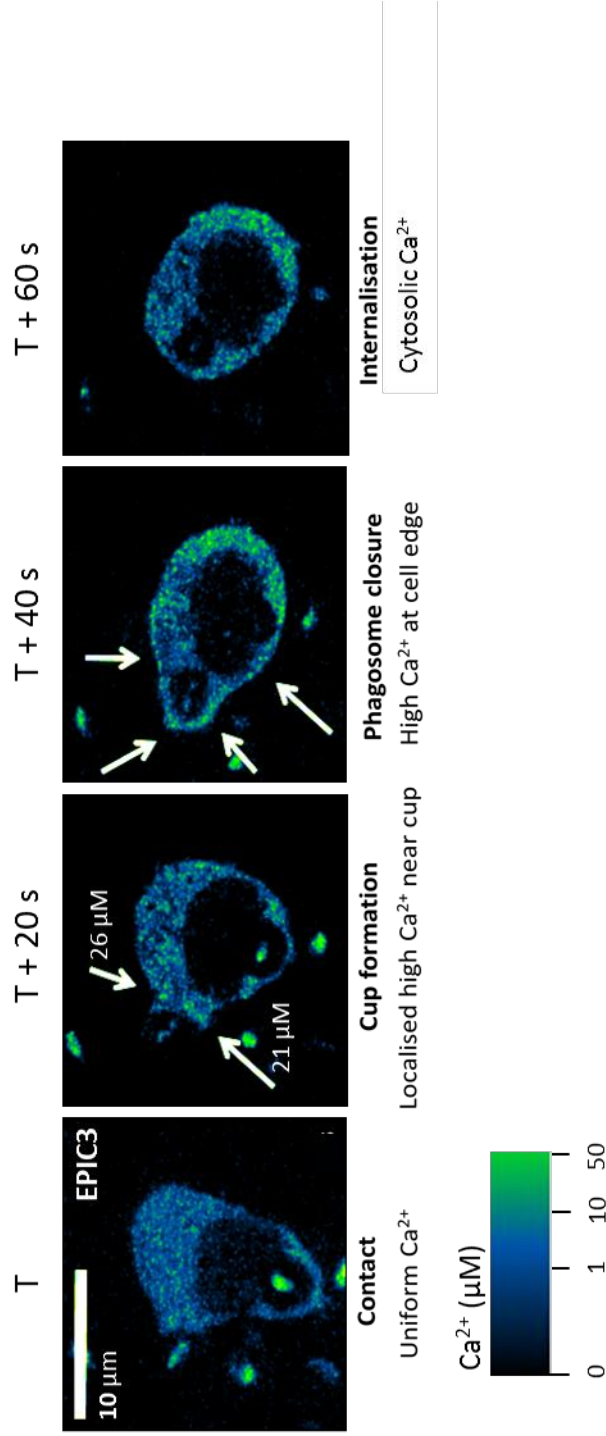 T
T + 20 s
T + 40 s
T + 60 s
EPIC3
10 µm
26 µM
21 µM
Contact
Uniform Ca²⁺
Cup formation
Localised high Ca²⁺ near cup
Phagosome closure
High Ca²⁺ at cell edge
Internalisation
Cytosolic Ca²⁺
Ca²⁺ (µM)
0 1 10 50